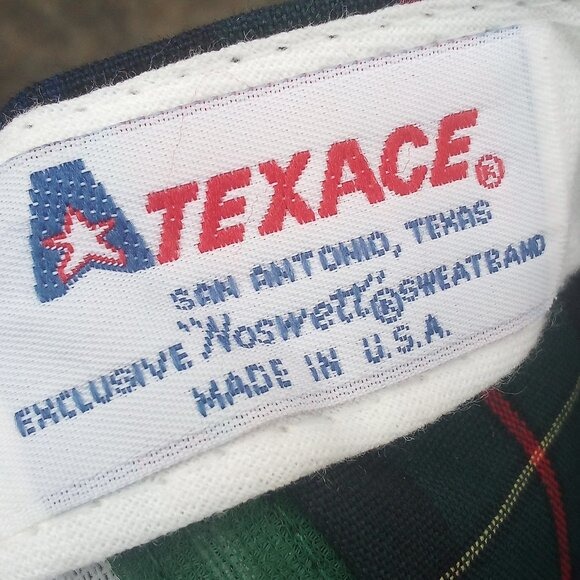 A TEXACE®
SAN ANTONIO, TEXAS
EXCLUSIVE "Noswett"® SWEATBAND
MADE IN U.S.A.